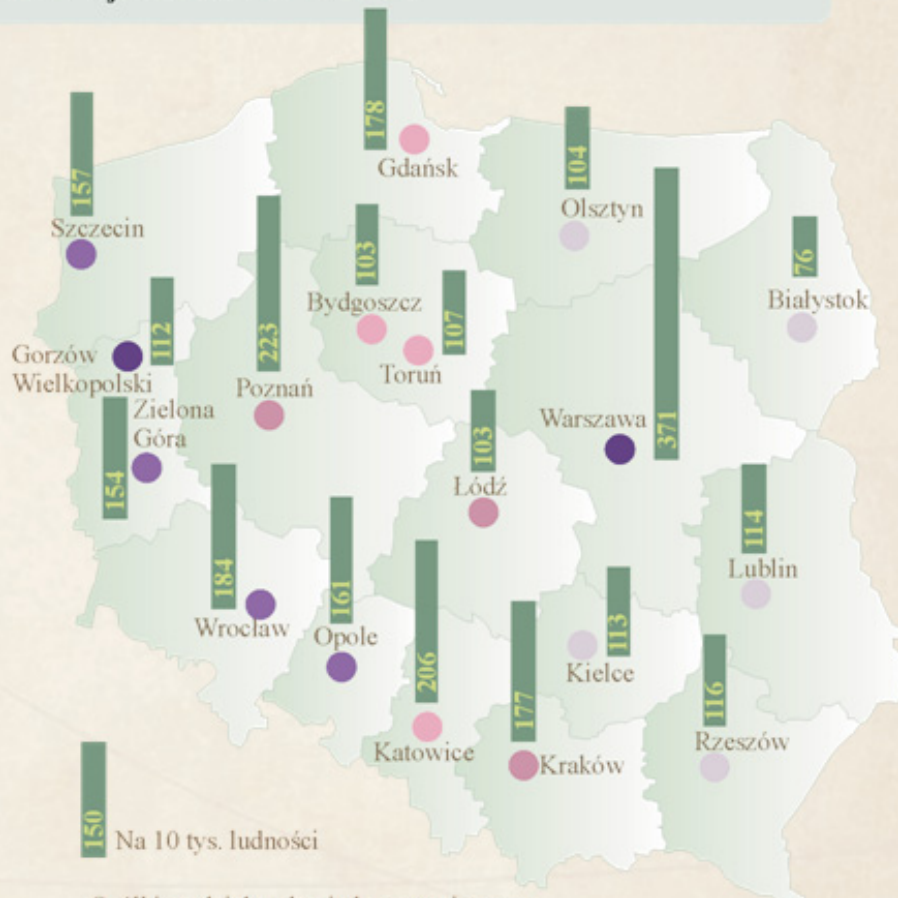 178
Gdańsk
157
Szczecin
104
Olsztyn
103
Bydgoszcz
76
Białystok
112
Gorzów
Wielkopolski
223
Poznań
107
Toruń
371
Warszawa
Zielona
Góra
154
103
Łódź
184
Wrocław
161
Opole
114
Lublin
206
Katowice
113
Kielce
177
Kraków
116
Rzeszów
150
Na 10 tys. ludności